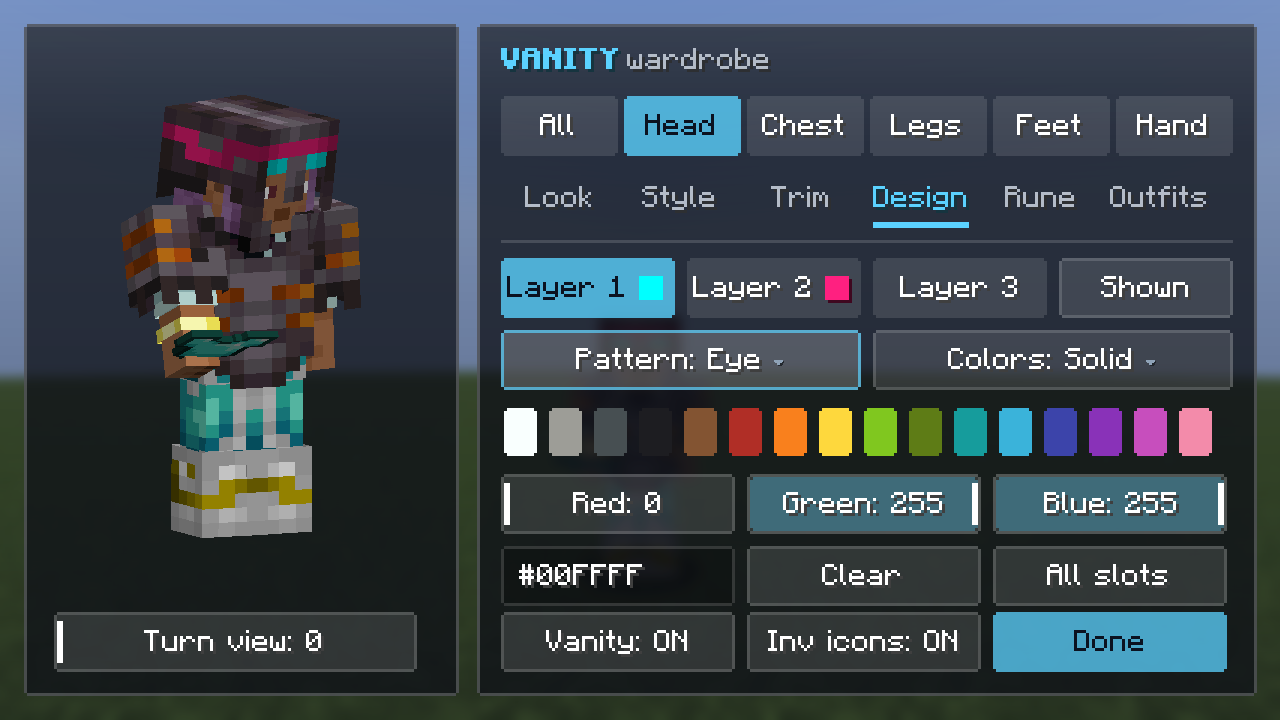 VANITY wardrobe
All Head Chest Legs Feet Hand
Look Style Trim Design Rune Outfits
Layer 1 Layer 2 Layer 3 Shown
Pattern: Eye Colors: Solid
Red: 0 Green: 255 Blue: 255
#00FFFF Clear All slots
Turn view: 0 Vanity: ON Inv icons: ON Done